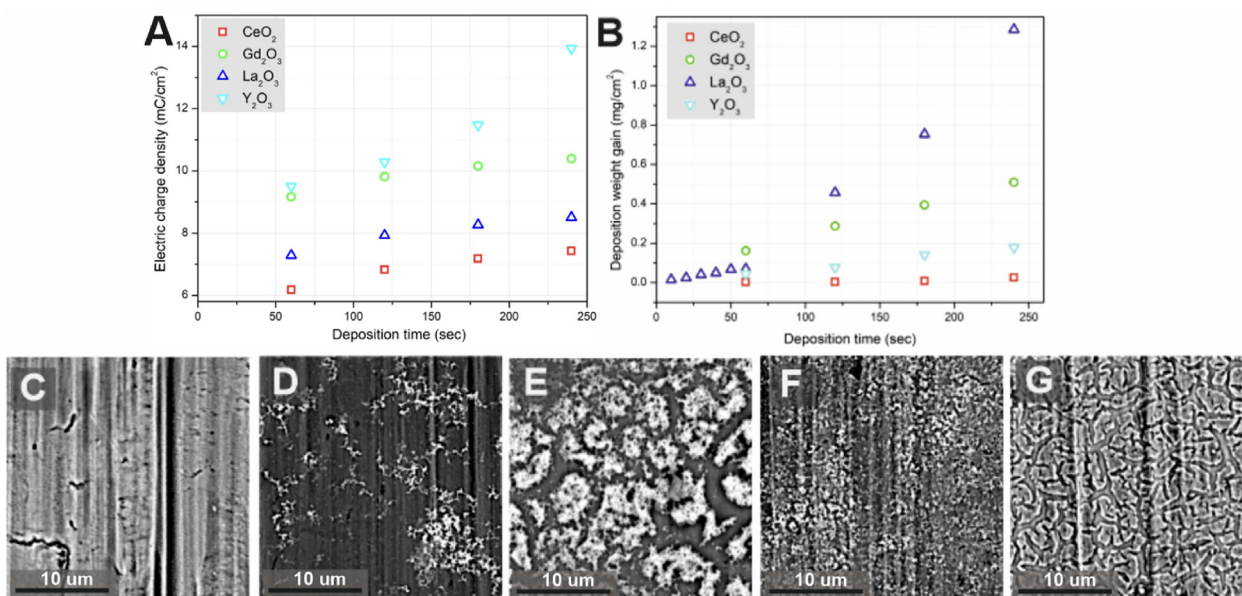 A
CeO₂
Gd₂O₃
La₂O₃
Y₂O₃
14
12
10
8
6
Electric charge density (mC/cm²)
0 50 100 150 200 250
Deposition time (sec)
B
CeO₂
Gd₂O₃
La₂O₃
Y₂O₃
1.2
1.0
0.8
0.6
0.4
0.2
0.0
Deposition weight gain (mg/cm²)
0 50 100 150 200 250
Deposition time (sec)
C
10 um
D
10 um
E
10 um
F
10 um
G
10 um